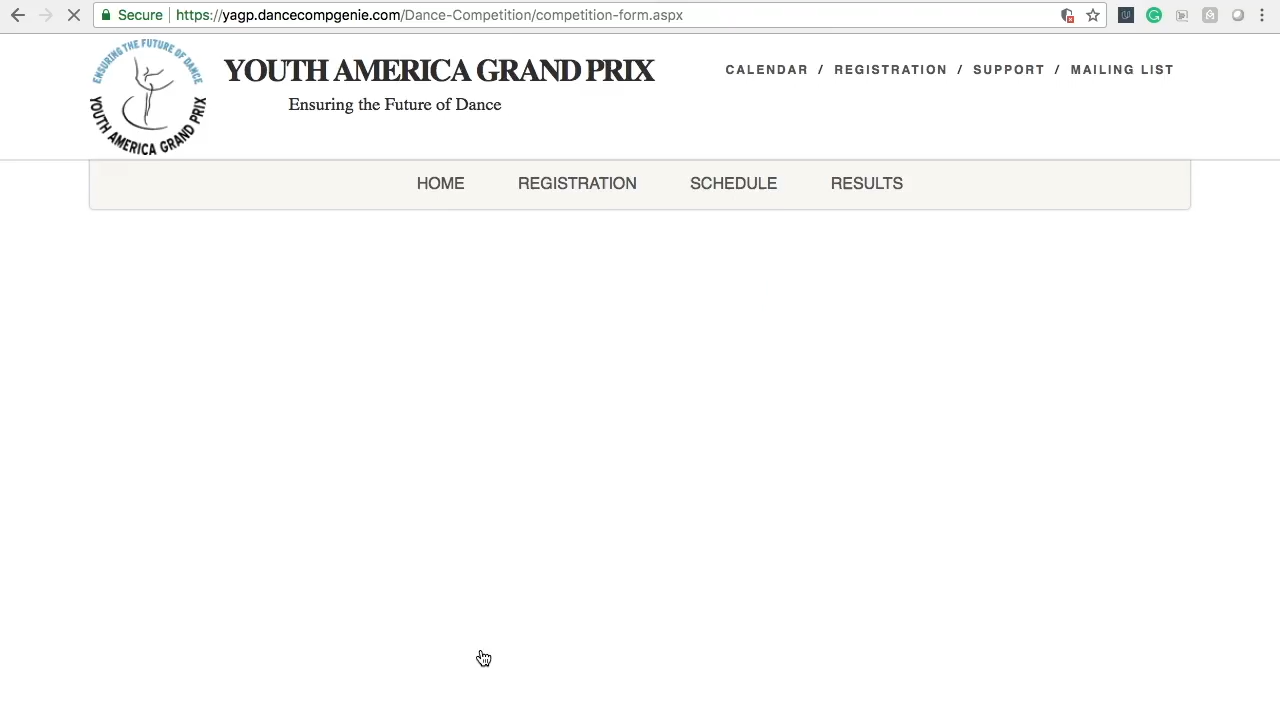 Secure https://yagp.dancecompgenie.com/Dance-Competition/competition-form.aspx
ENSURING THE FUTURE OF DANCE
YOUTH AMERICA GRAND PRIX
YOUTH AMERICA GRAND PRIX
Ensuring the Future of Dance
CALENDAR / REGISTRATION / SUPPORT / MAILING LIST
HOME REGISTRATION SCHEDULE RESULTS